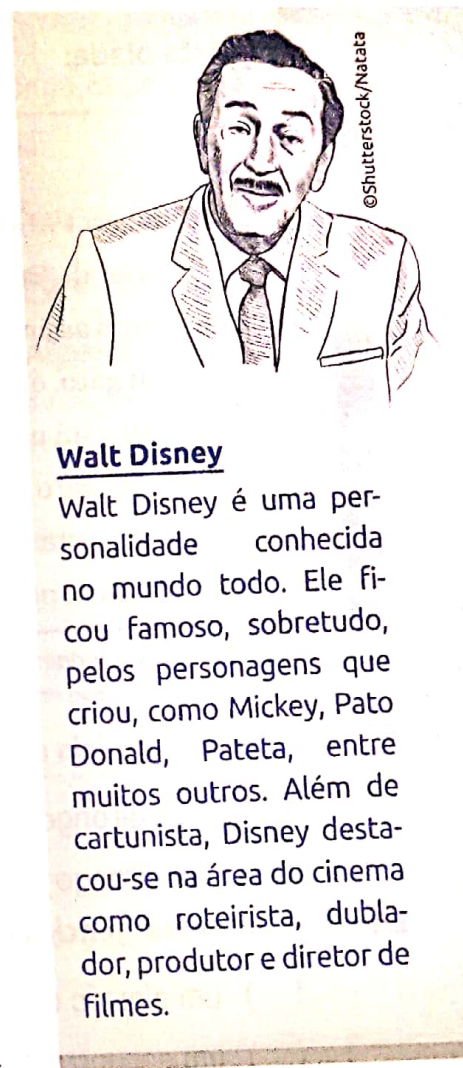 ©Shutterstock/Natata
Walt Disney
Walt Disney é uma per-
sonalidade conhecida
no mundo todo. Ele fi-
cou famoso, sobretudo,
pelos personagens que
criou, como Mickey, Pato
Donald, Pateta, entre
muitos outros. Além de
cartunista, Disney desta-
cou-se na área do cinema
como roteirista, dubla-
dor, produtor e diretor de
filmes.